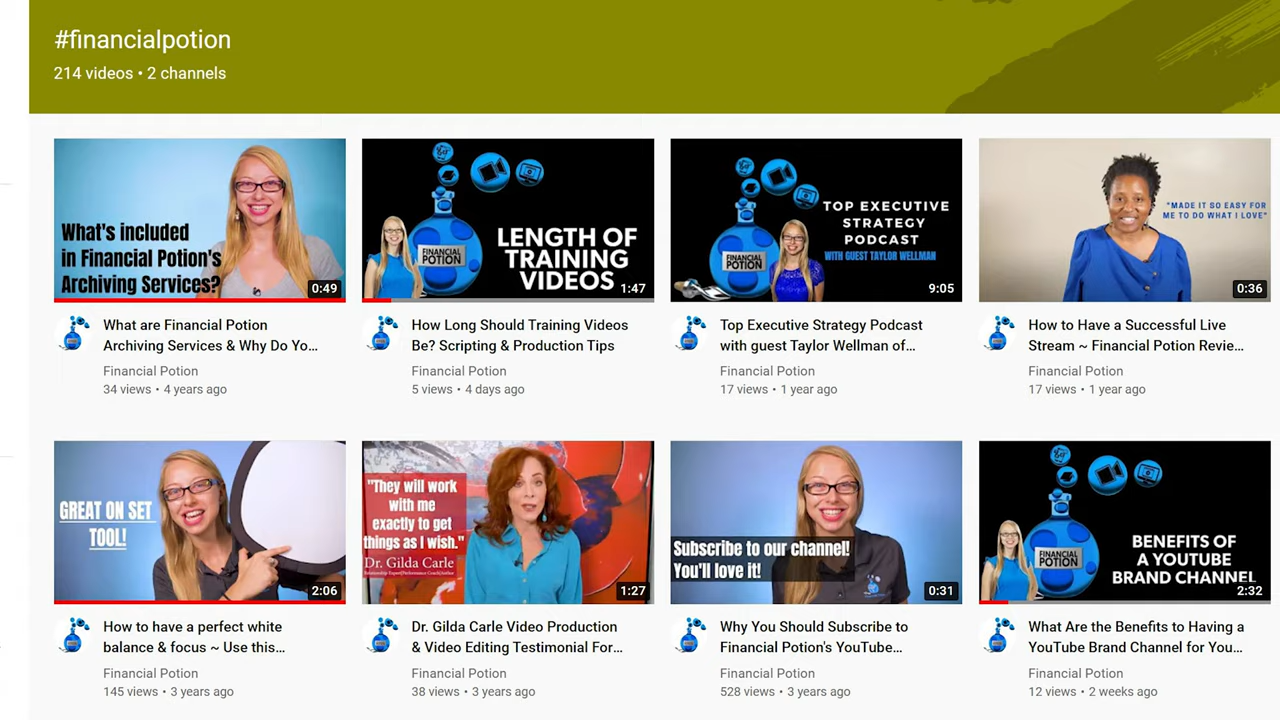 #financialpotion
214 videos • 2 channels
What's included
in Financial Potion's
Archiving Services?
0:49
What are Financial Potion
Archiving Services & Why Do Yo...
Financial Potion
34 views • 4 years ago
FINANCIAL
POTION
LENGTH OF
TRAINING
VIDEOS
1:47
How Long Should Training Videos
Be? Scripting & Production Tips
Financial Potion
5 views • 4 days ago
FINANCIAL
POTION
TOP EXECUTIVE
STRATEGY
PODCAST
WITH GUEST TAYLOR WELLMAN
9:05
Top Executive Strategy Podcast
with guest Taylor Wellman of...
Financial Potion
17 views • 1 year ago
"MADE IT SO EASY FOR
ME TO DO WHAT I LOVE"
0:36
How to Have a Successful Live
Stream ~ Financial Potion Revie...
Financial Potion
17 views • 1 year ago
GREAT ON SET
TOOL!
2:06
How to have a perfect white
balance & focus ~ Use this...
Financial Potion
145 views • 3 years ago
"They will work
with me
exactly to get
things as I wish."
Dr. Gilda Carle
1:27
Dr. Gilda Carle Video Production
& Video Editing Testimonial For...
Financial Potion
38 views • 3 years ago
Subscribe to our channel!
You'll love it!
0:31
Why You Should Subscribe to
Financial Potion's YouTube...
Financial Potion
528 views • 3 years ago
FINANCIAL
POTION
BENEFITS OF
A YOUTUBE
BRAND CHANNEL
2:32
What Are the Benefits to Having a
YouTube Brand Channel for You...
Financial Potion
12 views • 2 weeks ago